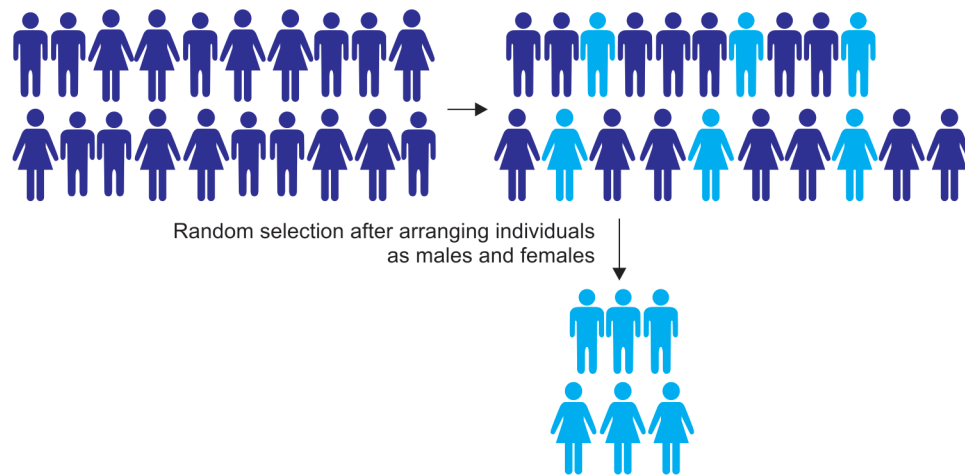 Random selection after arranging individuals
as males and females